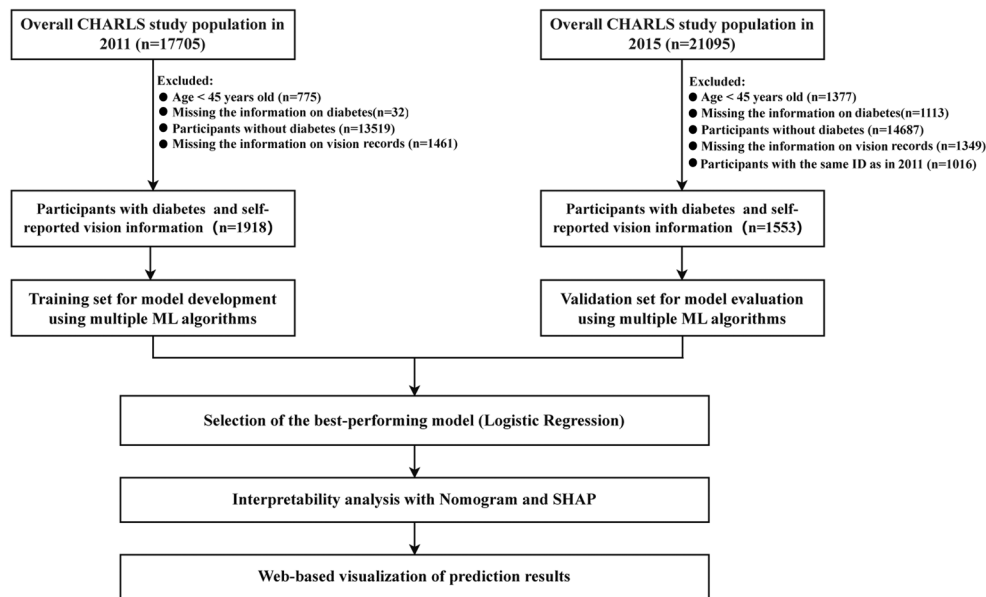 Overall CHARLS study population in
2011 (n=17705)
Excluded:
● Age < 45 years old (n=775)
● Missing the information on diabetes(n=32)
● Participants without diabetes (n=13519)
● Missing the information on vision records (n=1461)
Participants with diabetes and self-
reported vision information (n=1918)
Training set for model development
using multiple ML algorithms
Overall CHARLS study population in
2015 (n=21095)
Excluded:
● Age < 45 years old (n=1377)
● Missing the information on diabetes(n=1113)
● Participants without diabetes (n=14687)
● Missing the information on vision records (n=1349)
● Participants with the same ID as in 2011 (n=1016)
Participants with diabetes and self-
reported vision information (n=1553)
Validation set for model evaluation
using multiple ML algorithms
Selection of the best-performing model (Logistic Regression)
Interpretability analysis with Nomogram and SHAP
Web-based visualization of prediction results